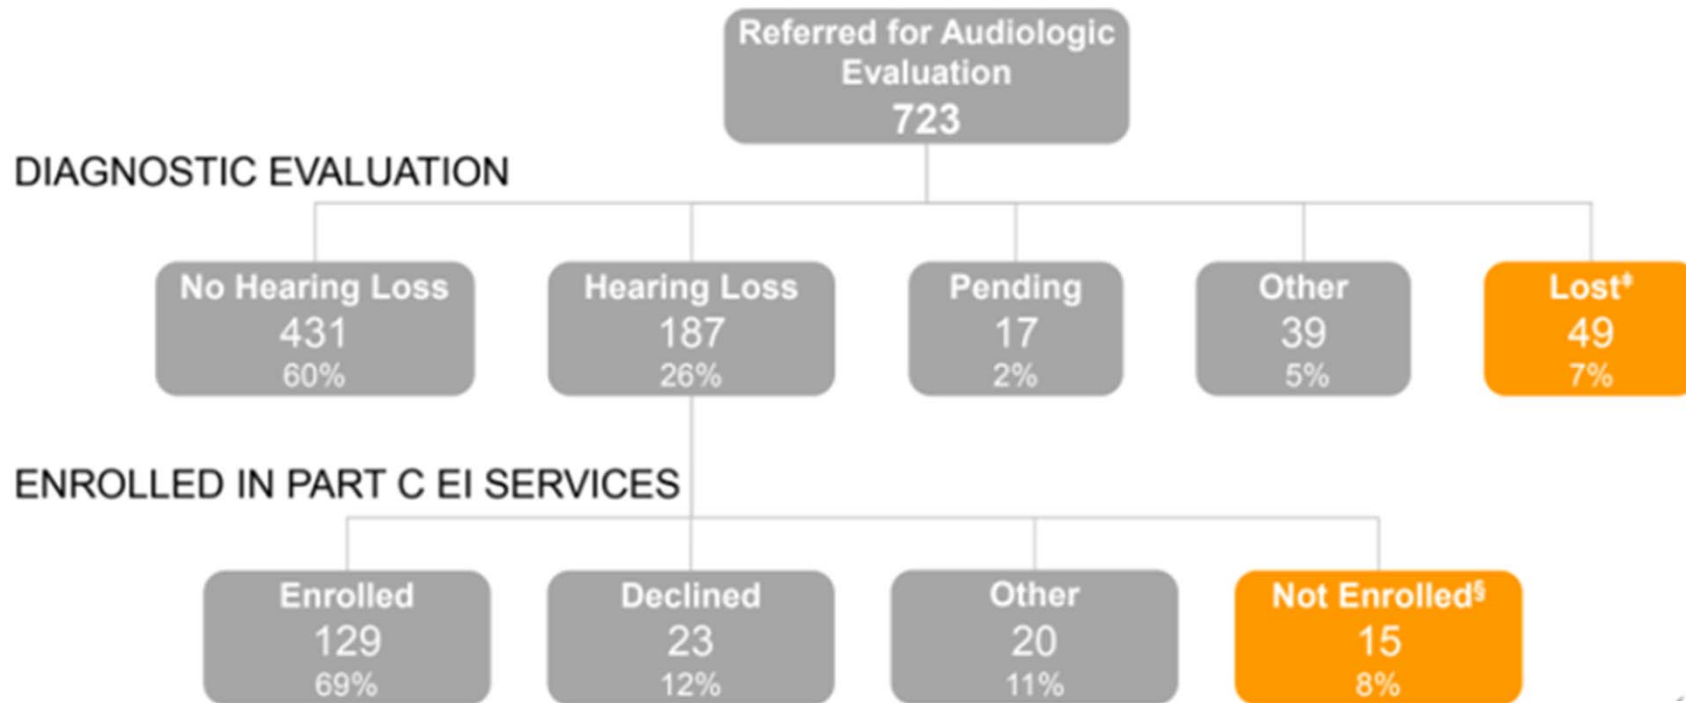 Referred for Audiologic
Evaluation
723
DIAGNOSTIC EVALUATION
No Hearing Loss
431
60%
Hearing Loss
187
26%
Pending
17
2%
Other
39
5%
Lost‡
49
7%
ENROLLED IN PART C EI SERVICES
Enrolled
129
69%
Declined
23
12%
Other
20
11%
Not Enrolled§
15
8%